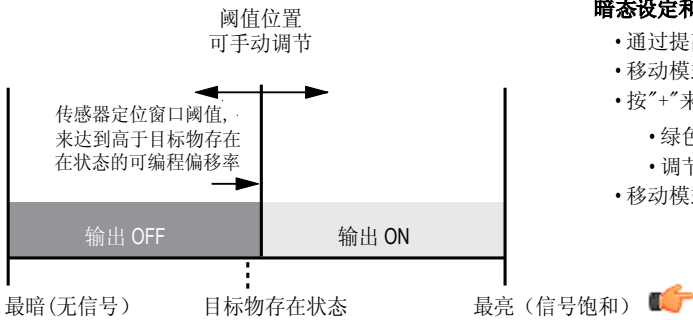 阈值位置
可手动调节
传感器定位窗口阈值,
来达到高于目标物存在
在状态的可编程偏移率
输出 OFF
输出 ON
最暗(无信号)
目标物存在状态
最亮（信号饱和）
暗态设定和
•通过提高
•移动模式
•按"+"来
•绿色
•调节
•移动模式